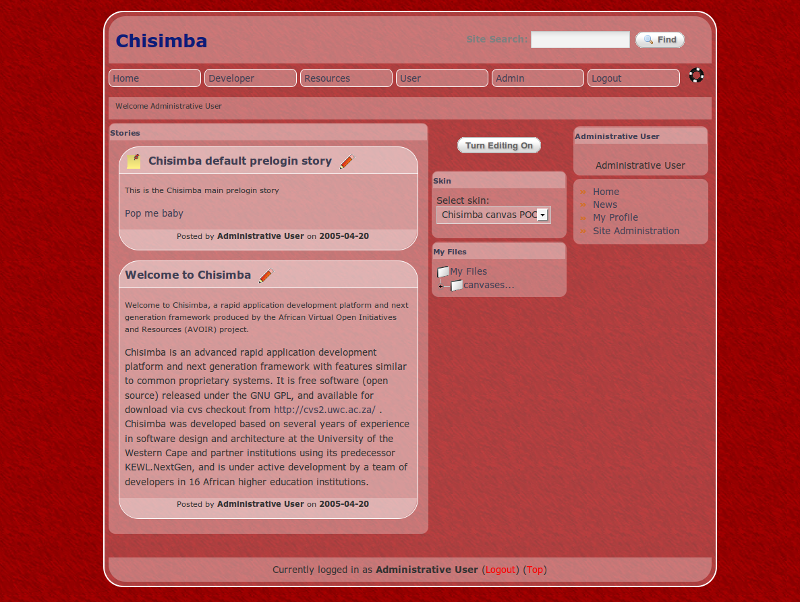 Chisimba
Site Search:
Find
Home
Developer
Resources
User
Admin
Logout
Welcome Administrative User
Stories
Chisimba default prelogin story
This is the Chisimba main prelogin story
Pop me baby
Posted by Administrative User on 2005-04-20
Welcome to Chisimba
Welcome to Chisimba, a rapid application development platform and next
generation framework produced by the African Virtual Open Initiatives
and Resources (AVOIR) project.
Chisimba is an advanced rapid application development
platform and next generation framework with features similar
to common proprietary systems. It is free software (open
source) released under the GNU GPL, and available for
download via cvs checkout from http://cvs2.uwc.ac.za/ .
Chisimba was developed based on several years of experience
in software design and architecture at the University of the
Western Cape and partner institutions using its predecessor
KEWL.NextGen, and is under active development by a team of
developers in 16 African higher education institutions.
Posted by Administrative User on 2005-04-20
Turn Editing On
Skin
Select skin:
Chisimba canvas POC
My Files
My Files
canvases...
Administrative User
Administrative User
Home
News
My Profile
Site Administration
Currently logged in as Administrative User (Logout) (Top)